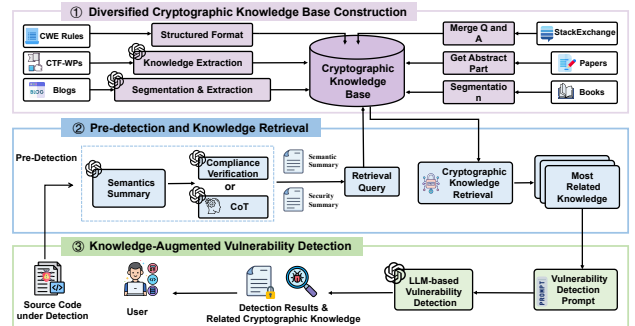 ① Diversified Cryptographic Knowledge Base Construction
CWE Rules
Structured Format
Merge Q and
A
StackExchange
CTF-WPs
Knowledge Extraction
Cryptographic
Knowledge
Base
Get Abstract
Part
Papers
BLOG
Blogs
Segmentation & Extraction
Segmentatio
n
Books
② Pre-detection and Knowledge Retrieval
Pre-Detection
Semantics
Summary
Compliance
Verification
or
CoT
Semantic
Summary
Security
Summary
Retrieval
Query
Cryptographic
Knowledge
Retrieval
Most
Related
Knowledge
③ Knowledge-Augmented Vulnerability Detection
Source Code
under Detection
User
Detection Results &
Related Cryptographic Knowledge
LLM-based
Vulnerability
Detection
PROMPT
Vulnerability
Detection
Prompt